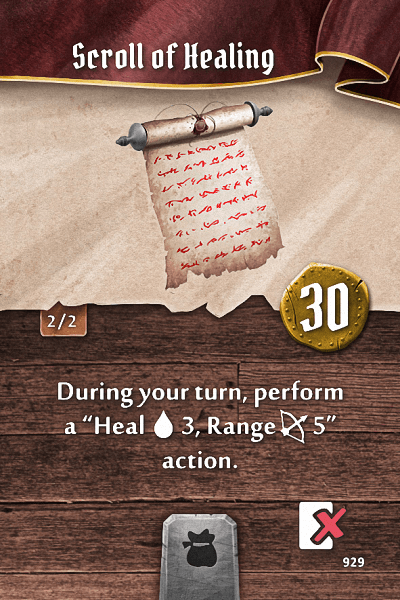 Scroll of Healing
30
2/2
During your turn, perform
a “Heal 3, Range 5”
action.
929